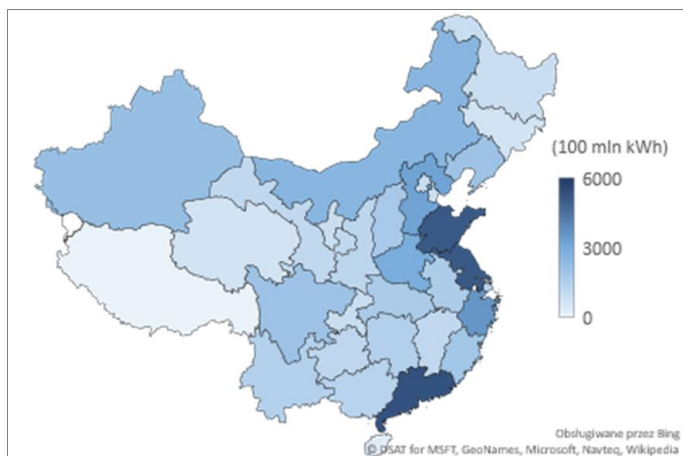 (100 mln kWh)
6000
3000
0
Obsługiwane przez Bing
© DSAT for MSFT, GeoNames, Microsoft, Navteq, Wikipedia